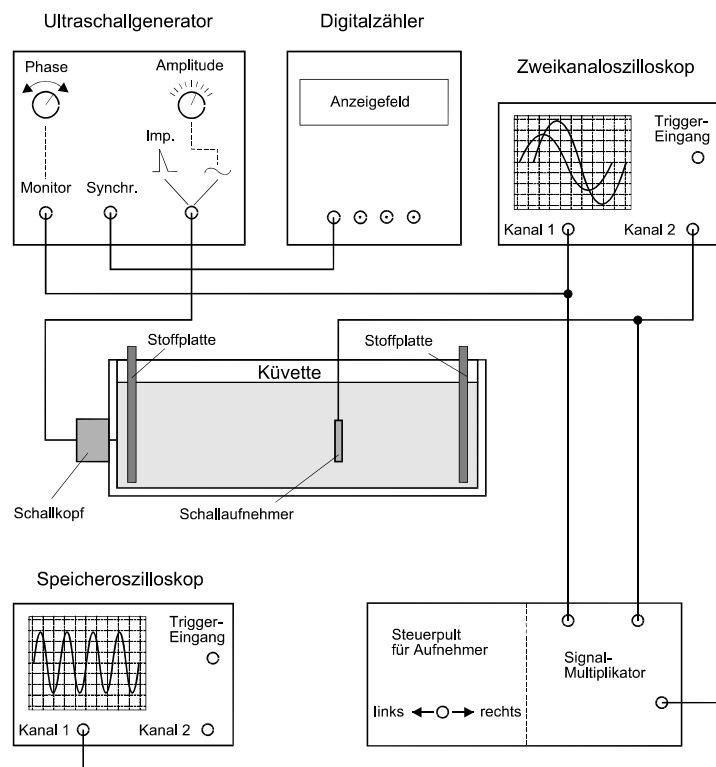 Ultraschallgenerator
Phase
Amplitude
Imp.
Monitor
Synchr.
Digitalzähler
Anzeigefeld
Zweikanaloszilloskop
Trigger-
Eingang
Kanal 1
Kanal 2
Stoffplatte
Stoffplatte
Küvette
Schallkopf
Schallaufnehmer
Speicheroszilloskop
Trigger-
Eingang
Kanal 1
Kanal 2
Steuerpult
für Aufnehmer
links
rechts
Signal-
Multiplikator